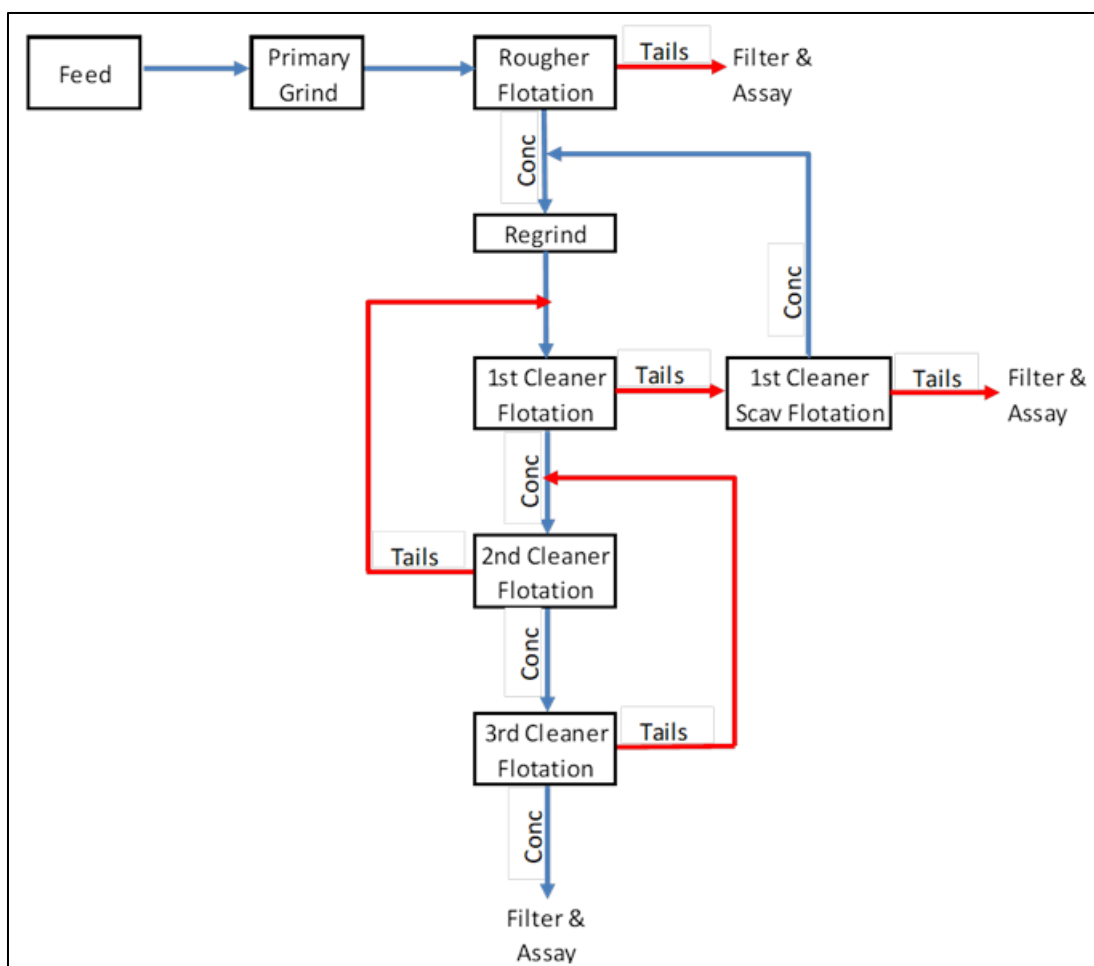 Feed
Primary
Grind
Rougher
Flotation
Tails
Filter &
Assay
Conc
Regrind
Conc
1st Cleaner
Flotation
Tails
1st Cleaner
Scav Flotation
Tails
Filter &
Assay
Conc
Tails
2nd Cleaner
Flotation
Conc
3rd Cleaner
Flotation
Tails
Conc
Filter &
Assay